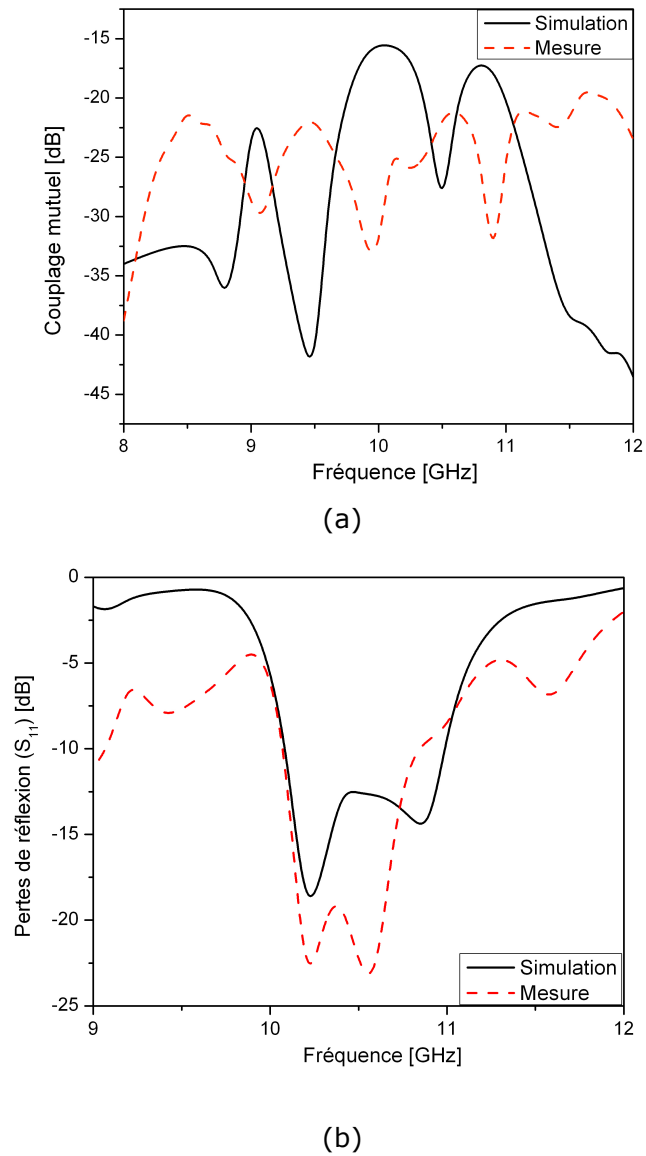 Simulation
Mesure
-15
-20
-25
-30
-35
-40
-45
Couplage mutuel [dB]
8 9 10 11 12
Fréquence [GHz]
(a)
0
-5
-10
-15
-20
-25
Pertes de réflexion (S11) [dB]
Simulation
Mesure
9 10 11 12
Fréquence [GHz]
(b)